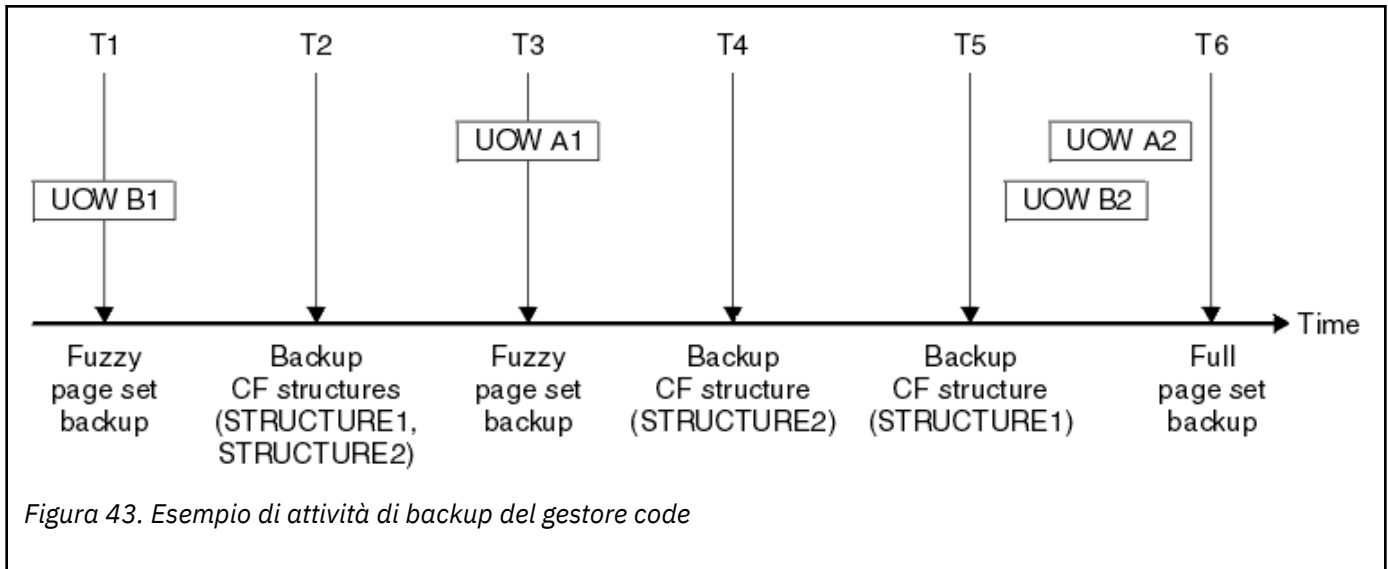 T1 T2 T3 T4 T5 T6
UOW A1 UOW A2
UOW B1 UOW B2
Time
Fuzzy
page set
backup
Backup
CF structures
(STRUCTURE1,
STRUCTURE2)
Fuzzy
page set
backup
Backup
CF structure
(STRUCTURE2)
Backup
CF structure
(STRUCTURE1)
Full
page set
backup
Figura 43. Esempio di attività di backup del gestore code